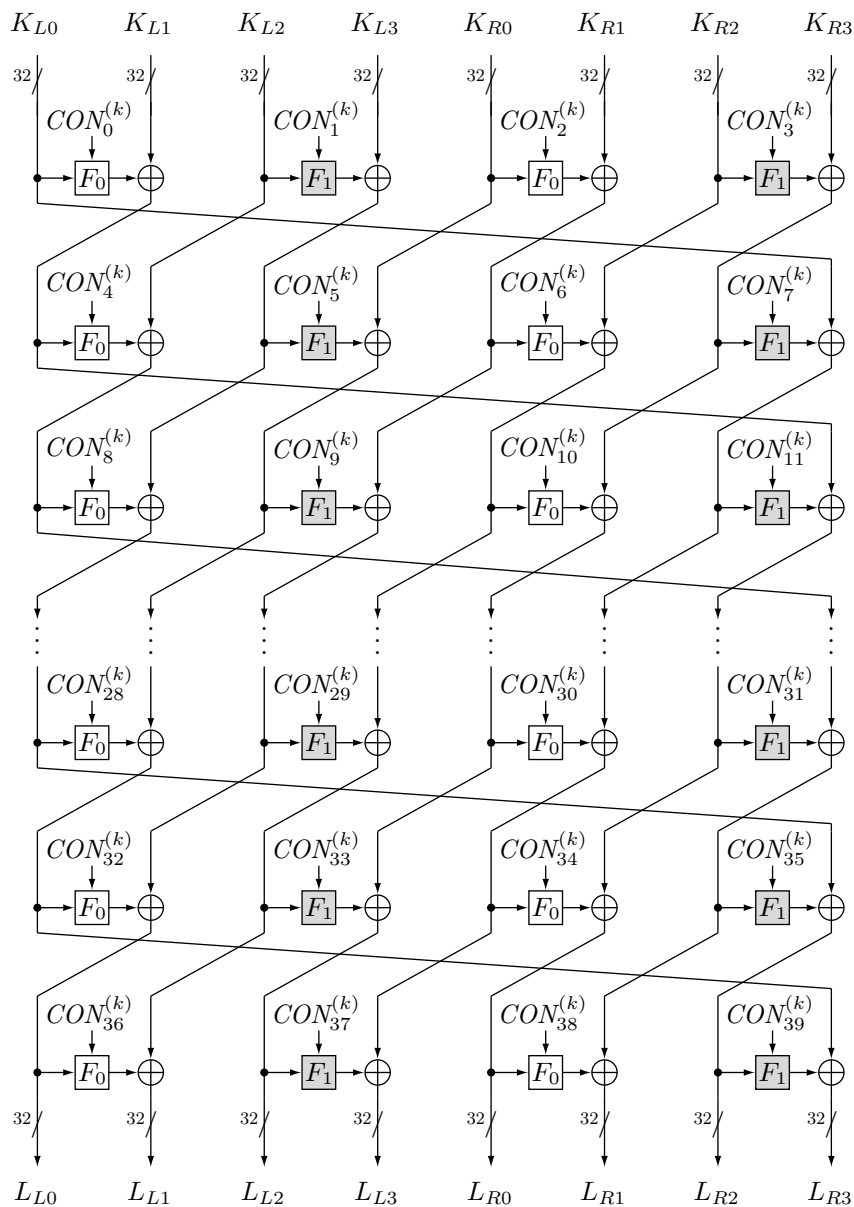 K_{L0} K_{L1} K_{L2} K_{L3} K_{R0} K_{R1} K_{R2} K_{R3}
32 32 32 32 32 32 32 32
CON_0^{(k)} CON_1^{(k)} CON_2^{(k)} CON_3^{(k)}
F_0 F_1 F_0 F_1
CON_4^{(k)} CON_5^{(k)} CON_6^{(k)} CON_7^{(k)}
F_0 F_1 F_0 F_1
CON_8^{(k)} CON_9^{(k)} CON_{10}^{(k)} CON_{11}^{(k)}
F_0 F_1 F_0 F_1
CON_{28}^{(k)} CON_{29}^{(k)} CON_{30}^{(k)} CON_{31}^{(k)}
F_0 F_1 F_0 F_1
CON_{32}^{(k)} CON_{33}^{(k)} CON_{34}^{(k)} CON_{35}^{(k)}
F_0 F_1 F_0 F_1
CON_{36}^{(k)} CON_{37}^{(k)} CON_{38}^{(k)} CON_{39}^{(k)}
F_0 F_1 F_0 F_1
32 32 32 32 32 32 32 32
L_{L0} L_{L1} L_{L2} L_{L3} L_{R0} L_{R1} L_{R2} L_{R3}